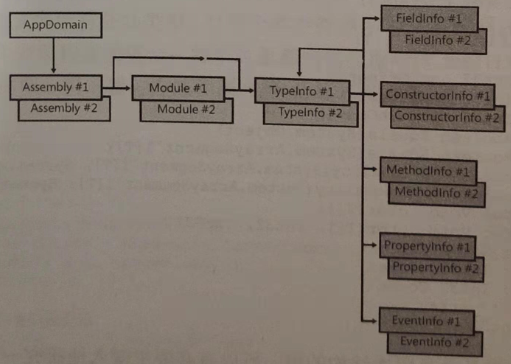 AppDomain
Assembly #1
Assembly #2
Module #1
Module #2
TypeInfo #1
TypeInfo #2
FieldInfo #1
FieldInfo #2
ConstructorInfo #1
ConstructorInfo #2
MethodInfo #1
MethodInfo #2
PropertyInfo #1
PropertyInfo #2
EventInfo #1
EventInfo #2